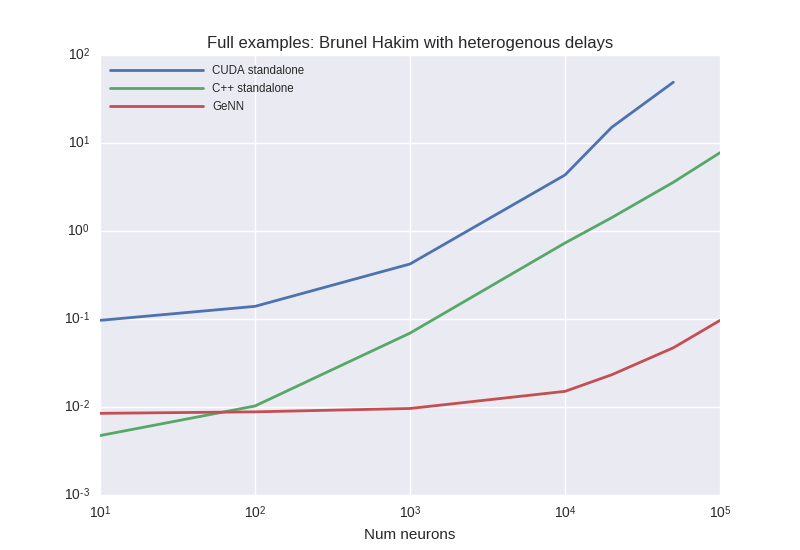 Full examples: Brunel Hakim with heterogenous delays
CUDA standalone
C++ standalone
GeNN
10²
10¹
10⁰
10⁻¹
10⁻²
10⁻³
10¹ 10² 10³ 10⁴ 10⁵
Num neurons